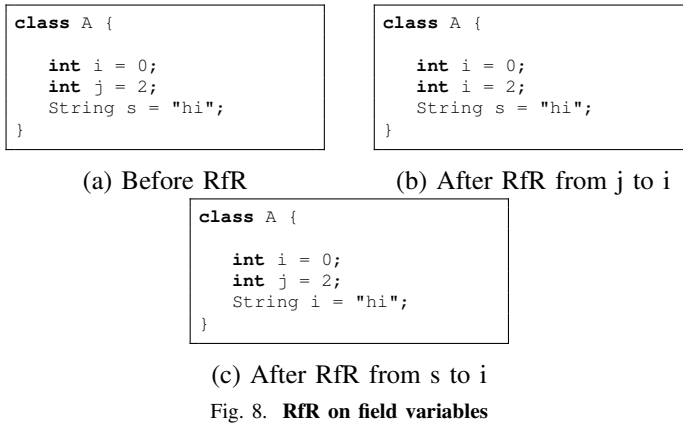 class A {
int i = 0;
int j = 2;
String s = "hi";
}
(a) Before RfR
class A {
int i = 0;
int i = 2;
String s = "hi";
}
(b) After RfR from j to i
class A {
int i = 0;
int j = 2;
String i = "hi";
}
(c) After RfR from s to i
Fig. 8. RfR on field variables